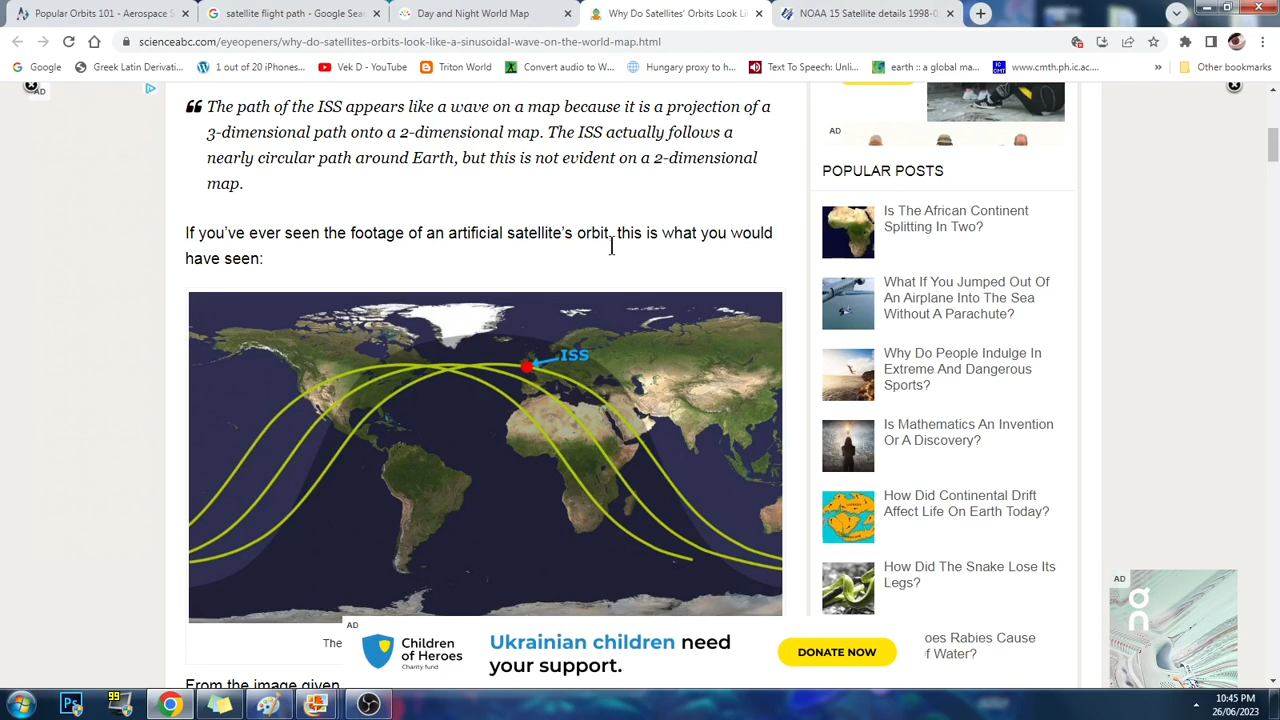 Popular Orbits 101 - Aerospace S
satellite flight path - Google Sea
Day and Night World Map
Why Do Satellites' Orbits Look Li
NOAA 15 Satellite details 1998-0
scienceabc.com/eyeopeners/why-do-satellites-orbits-look-like-a-sinusoidal-wave-on-the-world-map.html
Google
Greek Latin Derivati...
1 out of 20 iPhones...
Vek D - YouTube
Triton World
Convert audio to W...
Hungary proxy to h...
Text To Speech: Unli...
earth :: a global ma...
www.cmth.ph.ic.ac....
»
Other bookmarks
AD
The path of the ISS appears like a wave on a map because it is a projection of a
3-dimensional path onto a 2-dimensional map. The ISS actually follows a
nearly circular path around Earth, but this is not evident on a 2-dimensional
map.
If you've ever seen the footage of an artificial satellite's orbit, this is what you would
have seen:
ISS
The
From the image given
AD
POPULAR POSTS
Is The African Continent
Splitting In Two?
What If You Jumped Out Of
An Airplane Into The Sea
Without A Parachute?
Why Do People Indulge In
Extreme And Dangerous
Sports?
Is Mathematics An Invention
Or A Discovery?
How Did Continental Drift
Affect Life On Earth Today?
How Did The Snake Lose Its
Legs?
oes Rabies Cause
f Water?
AD
AD
Children
of Heroes
Charity fund
Ukrainian children need
your support.
DONATE NOW
Ps
99
10:45 PM
26/06/2023